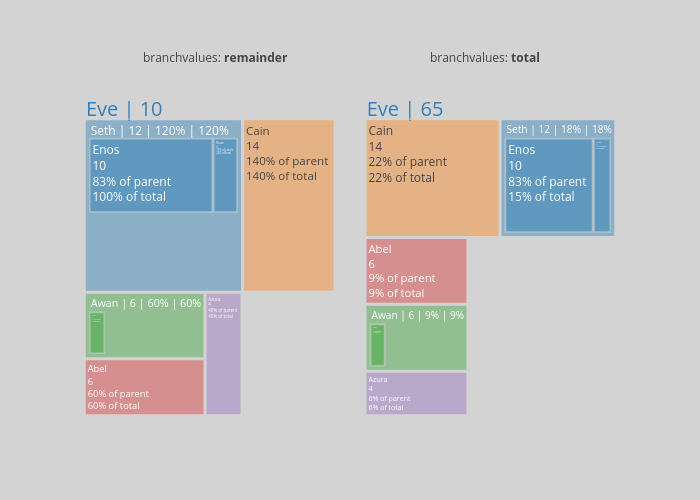 branchvalues: remainder
branchvalues: total
Eve | 10
Seth | 12 | 120% | 120%
Enos
10
83% of parent
100% of total
Cain
14
140% of parent
140% of total
Awan | 6 | 60% | 60%
Azura
4
40% of parent
40% of total
Abel
6
60% of parent
60% of total
Eve | 65
Cain
14
22% of parent
22% of total
Seth | 12 | 18% | 18%
Enos
10
83% of parent
15% of total
Abel
6
9% of parent
9% of total
Awan | 6 | 9% | 9%
Azura
4
6% of parent
6% of total